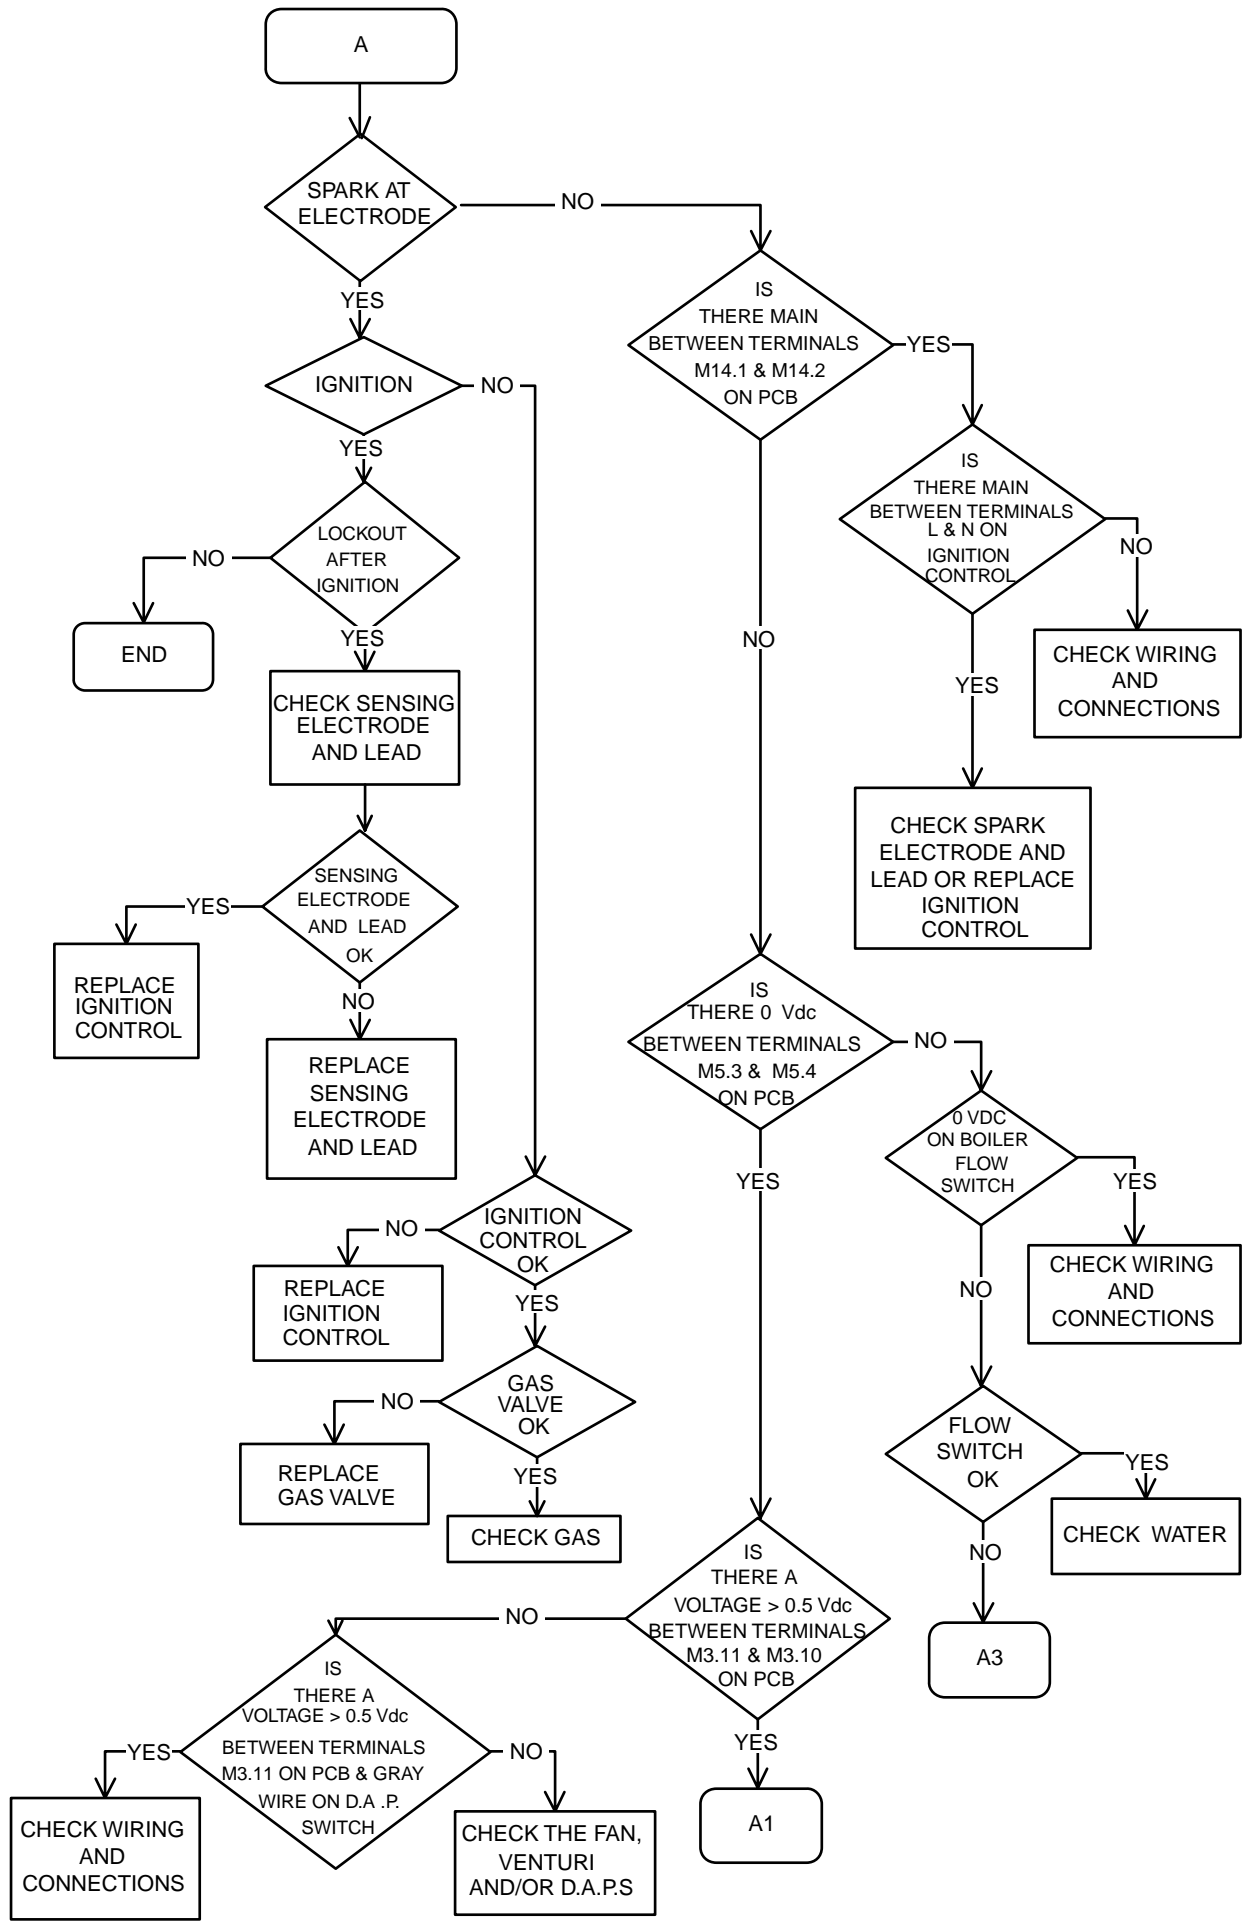 A
SPARK AT
ELECTRODE
NO
YES
IS
THERE MAIN
BETWEEN TERMINALS
M14.1 & M14.2
ON PCB
YES
IGNITION
NO
YES
IS
THERE MAIN
BETWEEN TERMINALS
L & N ON
IGNITION
CONTROL
NO
LOCKOUT
AFTER
IGNITION
NO
YES
END
NO
CHECK WIRING
AND
CONNECTIONS
YES
CHECK SENSING
ELECTRODE
AND LEAD
CHECK SPARK
ELECTRODE AND
LEAD OR REPLACE
IGNITION
CONTROL
SENSING
ELECTRODE
AND LEAD
OK
YES
NO
REPLACE
IGNITION
CONTROL
REPLACE
SENSING
ELECTRODE
AND LEAD
IS
THERE 0 Vdc
BETWEEN TERMINALS
M5.3 & M5.4
ON PCB
NO
YES
0 VDC
ON BOILER
FLOW
SWITCH
YES
NO
CHECK WIRING
AND
CONNECTIONS
IGNITION
CONTROL
OK
NO
YES
REPLACE
IGNITION
CONTROL
GAS
VALVE
OK
NO
YES
REPLACE
GAS VALVE
CHECK GAS
FLOW
SWITCH
OK
YES
NO
CHECK WATER
A3
IS
THERE A
VOLTAGE > 0.5 Vdc
BETWEEN TERMINALS
M3.11 & M3.10
ON PCB
NO
YES
A1
IS
THERE A
VOLTAGE > 0.5 Vdc
BETWEEN TERMINALS
M3.11 ON PCB & GRAY
WIRE ON D.A .P.
SWITCH
YES
NO
CHECK WIRING
AND
CONNECTIONS
CHECK THE FAN,
VENTURI
AND/OR D.A.P.S